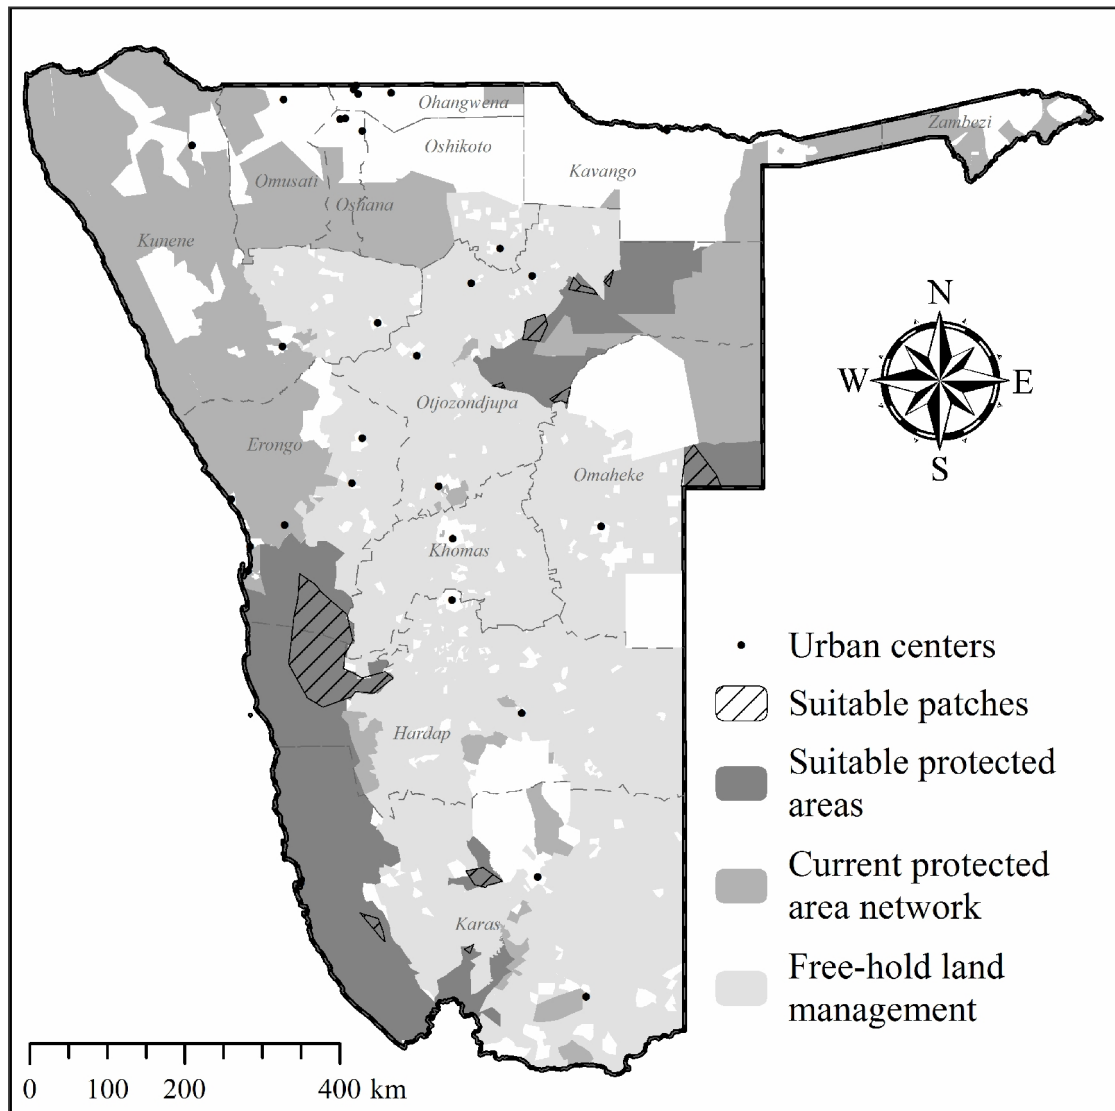 Ohangwena
Zambezi
Oshikoto
Kavango
Omusati
Oshana
Kunene
N
W
E
S
Otjozondjupa
Erongo
Omaheke
Khomas
Hardap
Karas
Urban centers
Suitable patches
Suitable protected
areas
Current protected
area network
Free-hold land
management
0 100 200 400 km